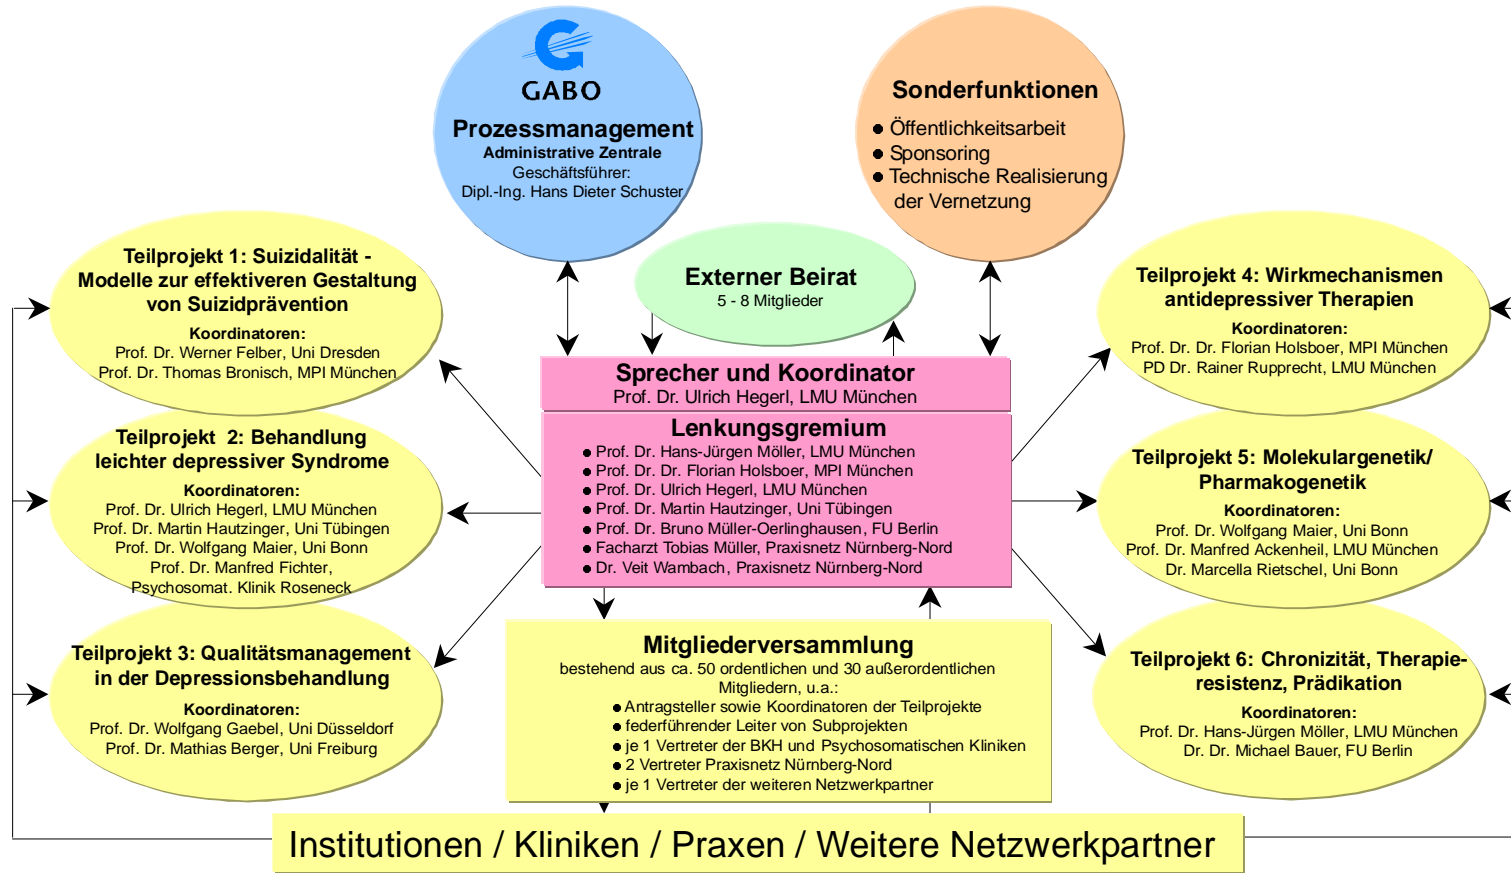 GABO
Prozessmanagement
Administrative Zentrale
Geschäftsführer:
Dipl.-Ing. Hans Dieter Schuster
Sonderfunktionen
● Öffentlichkeitsarbeit
● Sponsoring
● Technische Realisierung
der Vernetzung
Externer Beirat
5 - 8 Mitglieder
Teilprojekt 1: Suizidalität -
Modelle zur effektiveren Gestaltung
von Suizidprävention
Koordinatoren:
Prof. Dr. Werner Felber, Uni Dresden
Prof. Dr. Thomas Bronisch, MPI München
Teilprojekt 2: Behandlung
leichter depressiver Syndrome
Koordinatoren:
Prof. Dr. Ulrich Hegerl, LMU München
Prof. Dr. Martin Hautzinger, Uni Tübingen
Prof. Dr. Wolfgang Maier, Uni Bonn
Prof. Dr. Manfred Fichter,
Psychosomat. Klinik Roseneck
Teilprojekt 3: Qualitätsmanagement
in der Depressionsbehandlung
Koordinatoren:
Prof. Dr. Wolfgang Gaebel, Uni Düsseldorf
Prof. Dr. Mathias Berger, Uni Freiburg
Sprecher und Koordinator
Prof. Dr. Ulrich Hegerl, LMU München
Lenkungsgremium
● Prof. Dr. Hans-Jürgen Möller, LMU München
● Prof. Dr. Dr. Florian Holsboer, MPI München
● Prof. Dr. Ulrich Hegerl, LMU München
● Prof. Dr. Martin Hautzinger, Uni Tübingen
● Prof. Dr. Bruno Müller-Oerlinghausen, FU Berlin
● Facharzt Tobias Müller, Praxisnetz Nürnberg-Nord
● Dr. Veit Wambach, Praxisnetz Nürnberg-Nord
Mitgliederversammlung
bestehend aus ca. 50 ordentlichen und 30 außerordentlichen
Mitgliedern, u.a.:
● Antragsteller sowie Koordinatoren der Teilprojekte
● federführender Leiter von Subprojekten
● je 1 Vertreter der BKH und Psychosomatischen Kliniken
● 2 Vertreter Praxisnetz Nürnberg-Nord
● je 1 Vertreter der weiteren Netzwerkpartner
Teilprojekt 4: Wirkmechanismen
antidepressiver Therapien
Koordinatoren:
Prof. Dr. Dr. Florian Holsboer, MPI München
PD Dr. Rainer Rupprecht, LMU München
Teilprojekt 5: Molekulargenetik/
Pharmakogenetik
Koordinatoren:
Prof. Dr. Wolfgang Maier, Uni Bonn
Prof. Dr. Manfred Ackenheil, LMU München
Dr. Marcella Rietschel, Uni Bonn
Teilprojekt 6: Chronizität, Therapie-
resistenz, Prädikation
Koordinatoren:
Prof. Dr. Hans-Jürgen Möller, LMU München
Dr. Dr. Michael Bauer, FU Berlin
Institutionen / Kliniken / Praxen / Weitere Netzwerkpartner